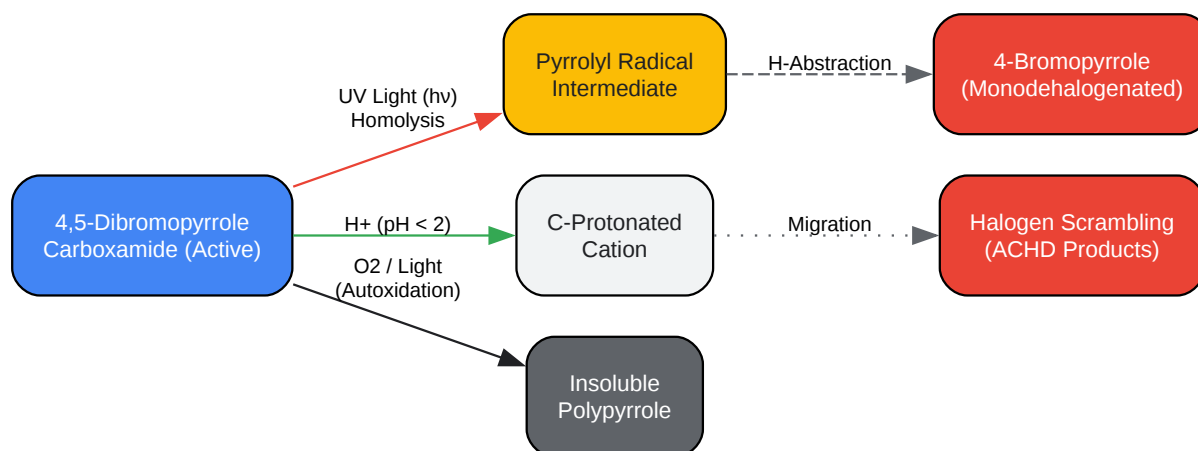 Pyrrolyl Radical
Intermediate
H-Abstraction
4-Bromopyrrole
(Monodehalogenated)
UV Light (hν)
Homolysis
4,5-Dibromopyrrole
Carboxamide (Active)
H+ (pH < 2)
C-Protonated
Cation
Migration
Halogen Scrambling
(ACHD Products)
O2 / Light
(Autoxidation)
Insoluble
Polypyrrole